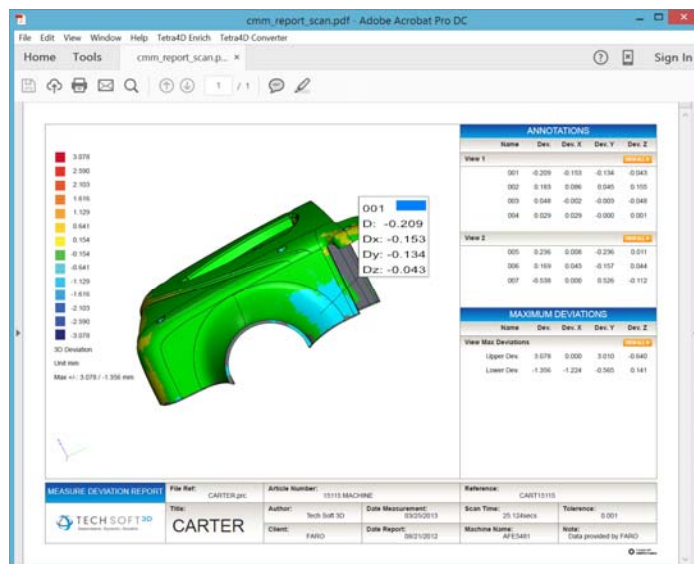 cmm_report_scan.pdf - Adobe Acrobat Pro DC
File Edit View Window Help Tetra4D Enrich Tetra4D Converter
Home Tools cmm_report_scan.p... × Sign In
1 / 1
3.078
2.590
2.103
1.616
1.129
0.641
0.154
-0.154
-0.641
-1.129
-1.616
-2.103
-2.590
-3.078
3D Deviation
Unit mm
Max +/-: 3.078 / -1.356 mm
001
D: -0.209
Dx: -0.153
Dy: -0.134
Dz: -0.043
ANNOTATIONS
Name Dev. Dev. X Dev. Y Dev. Z
View 1
001 -0.209 -0.153 -0.134 -0.043
002 0.183 0.086 0.045 0.155
003 0.048 -0.002 -0.003 -0.048
004 0.029 0.029 -0.000 0.001
View 2
005 0.236 0.008 -0.236 0.011
006 0.169 0.043 -0.157 0.044
007 -0.538 0.000 0.526 -0.112
MAXIMUM DEVIATIONS
Name Dev. Dev. X Dev. Y Dev. Z
View Max Deviations
Upper Dev. 3.078 0.000 3.010 -0.640
Lower Dev. -1.356 -1.224 -0.565 0.141
MEASURE DEVIATION REPORT
TECH SOFT 3D
File Ref: CARTER.prc
Article Number: 15115 MACHINE
Reference: CART15115
Title: CARTER
Author: Tech Soft 3D
Date Measurement: 03/25/2013
Scan Time: 25.124secs
Tolerence: 0.001
Client: FARO
Date Report: 08/21/2012
Machine Name: AFE5481
Note: Data provided by FARO